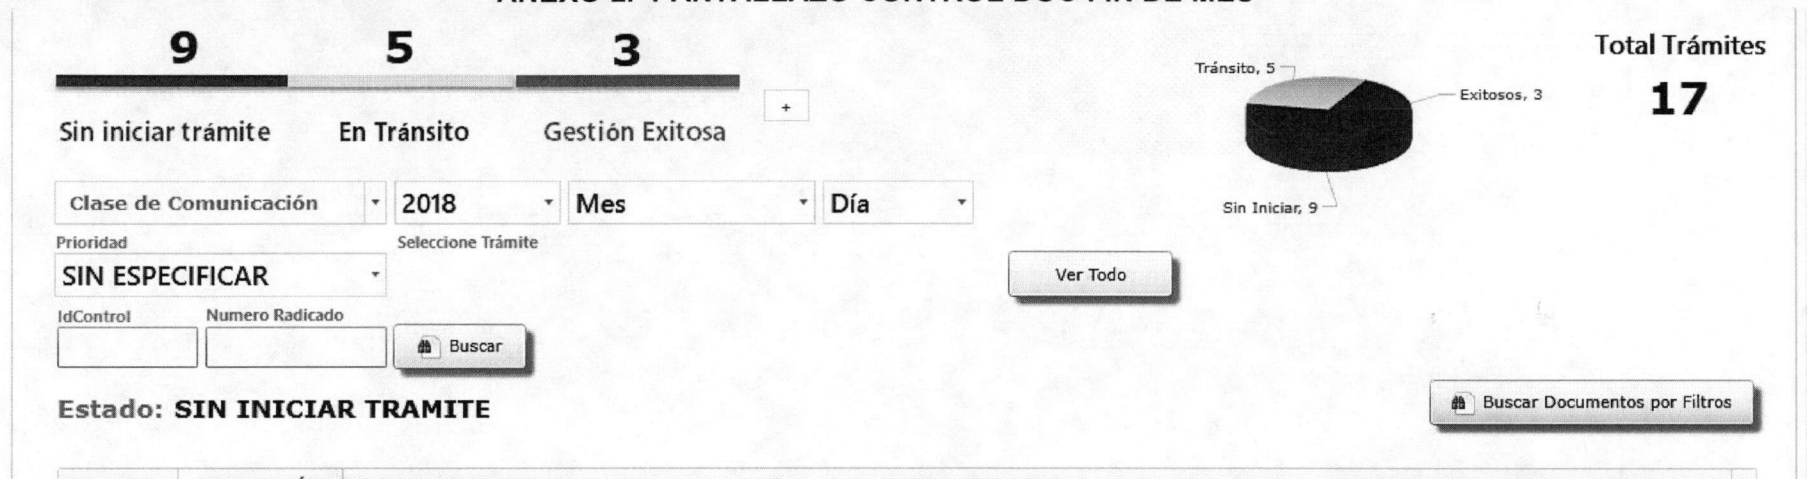 9 5 3
Sin iniciar trámite En Tránsito Gestión Exitosa
+
Tránsito, 5
Exitosos, 3
Sin Iniciar, 9
Total Trámites
17
Clase de Comunicación 2018 Mes Día
Prioridad Seleccione Trámite
SIN ESPECIFICAR
Ver Todo
IdControl Numero Radicado
Buscar
Estado: SIN INICIAR TRAMITE
Buscar Documentos por Filtros